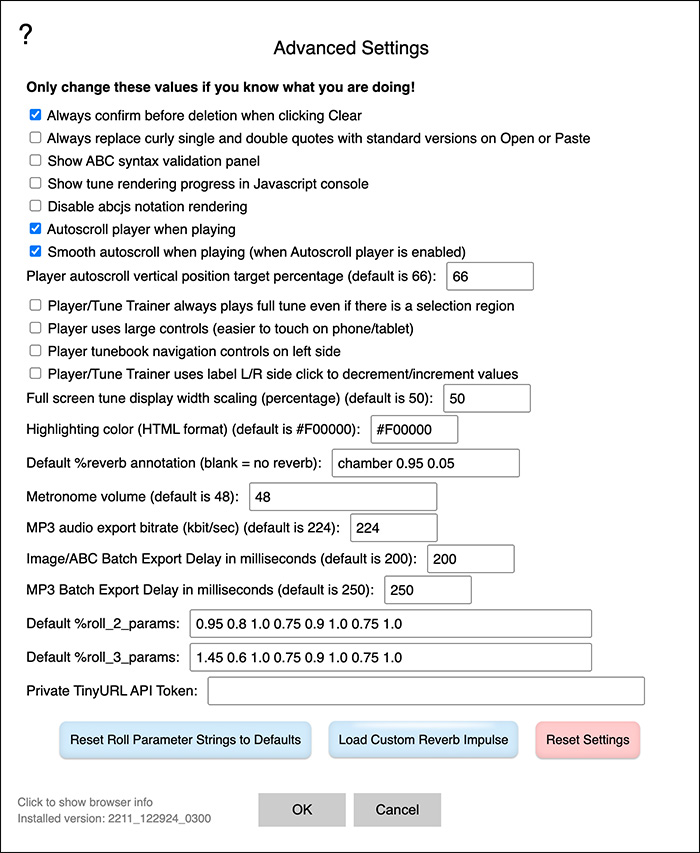 ?
Advanced Settings
Only change these values if you know what you are doing!
Always confirm before deletion when clicking Clear
Always replace curly single and double quotes with standard versions on Open or Paste
Show ABC syntax validation panel
Show tune rendering progress in Javascript console
Disable abcjs notation rendering
Autoscroll player when playing
Smooth autoscroll when playing (when Autoscroll player is enabled)
Player autoscroll vertical position target percentage (default is 66): 66
Player/Tune Trainer always plays full tune even if there is a selection region
Player uses large controls (easier to touch on phone/tablet)
Player tunebook navigation controls on left side
Player/Tune Trainer uses label L/R side click to decrement/increment values
Full screen tune display width scaling (percentage) (default is 50): 50
Highlighting color (HTML format) (default is #F00000): #F00000
Default %reverb annotation (blank = no reverb): chamber 0.95 0.05
Metronome volume (default is 48): 48
MP3 audio export bitrate (kbit/sec) (default is 224): 224
Image/ABC Batch Export Delay in milliseconds (default is 200): 200
MP3 Batch Export Delay in milliseconds (default is 250): 250
Default %roll_2_params: 0.95 0.8 1.0 0.75 0.9 1.0 0.75 1.0
Default %roll_3_params: 1.45 0.6 1.0 0.75 0.9 1.0 0.75 1.0
Private TinyURL API Token:
Reset Roll Parameter Strings to Defaults Load Custom Reverb Impulse Reset Settings
Click to show browser info
Installed version: 2211_122924_0300
OK Cancel